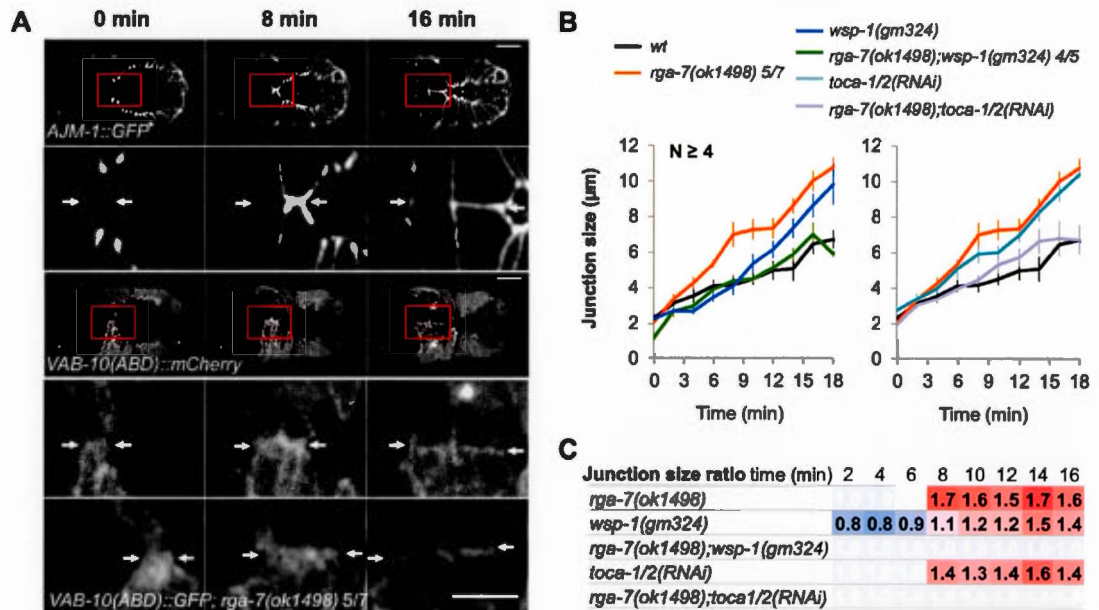 A
0 min 8 min 16 min
AJM-1::GFP
VAB-10(ABD)::mCherry
VAB-10(ABD)::GFP; rga-7(ok1498) 5/7
B
wt
rga-7(ok1498) 5/7
wsp-1(gm324)
rga-7(ok1498);wsp-1(gm324) 4/5
toca-1/2(RNAi)
rga-7(ok1498);toca-1/2(RNAi)
N ≥ 4
Junction size (µm)
12 12
10 10
8 8
6 6
4 4
2 2
0 0
0 3 6 9 12 15 18 0 3 6 9 12 15 18
Time (min) Time (min)
C
Junction size ratio time (min) 2 4 6 8 10 12 14 16
rga-7(ok1498) 1.7 1.6 1.5 1.7 1.6
wsp-1(gm324) 0.8 0.8 0.9 1.1 1.2 1.2 1.5 1.4
rga-7(ok1498);wsp-1(gm324)
toca-1/2(RNAi) 1.4 1.3 1.4 1.6 1.4
rga-7(ok1498);toca1/2(RNAi)